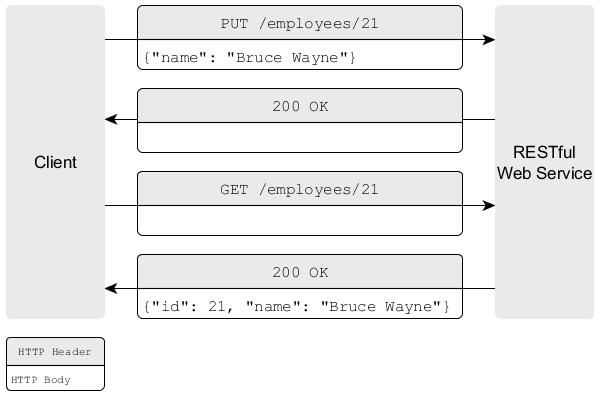 PUT /employees/21
{"name": "Bruce Wayne"}
200 OK
Client
RESTful
Web Service
GET /employees/21
200 OK
{"id": 21, "name": "Bruce Wayne"}
HTTP Header
HTTP Body